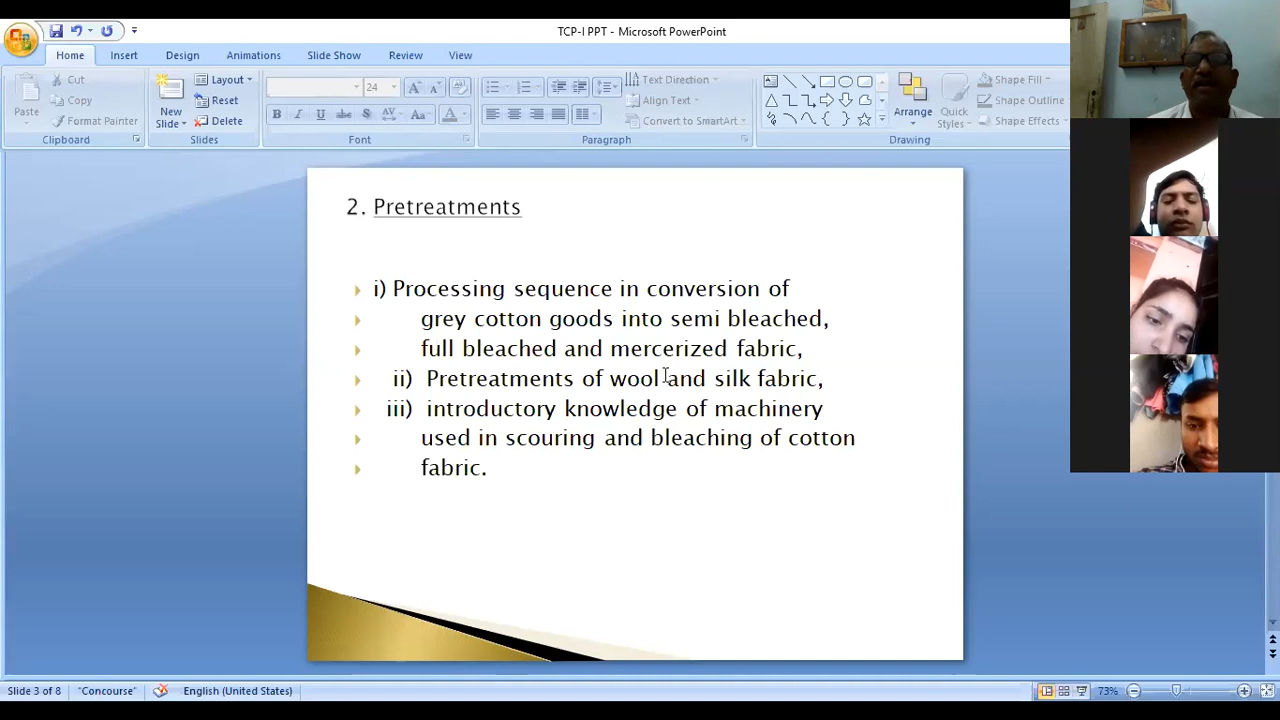 TCP-I PPT - Microsoft PowerPoint
Home Insert Design Slide Show Animations Review View
Paste
Cut
Copy
Format Painter
Clipboard
New Slide
Layout
Reset
Delete
Slides
24
B I U abc S AV Aa A
Font
Text Direction
Align Text
Convert to SmartArt
Paragraph
Arrange
Quick Styles
Shape Fill
Shape Outline
Shape Effects
Drawing
2. Pretreatments
i) Processing sequence in conversion of
grey cotton goods into semi bleached,
full bleached and mercerized fabric,
ii) Pretreatments of wool and silk fabric,
iii) introductory knowledge of machinery
used in scouring and bleaching of cotton
fabric.
Slide 3 of 8 "Concourse" English (United States) 73%